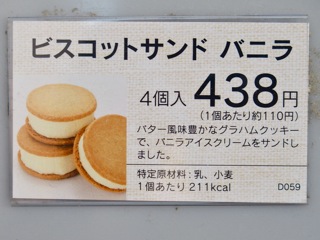 ビスコットサンド バニラ
4個入 438円
(1個あたり約110円)
バター風味豊かなグラハムクッキー
で、バニラアイスクリームをサンドし
ました。
特定原材料:乳、小麦
1個あたり 211kcal D059